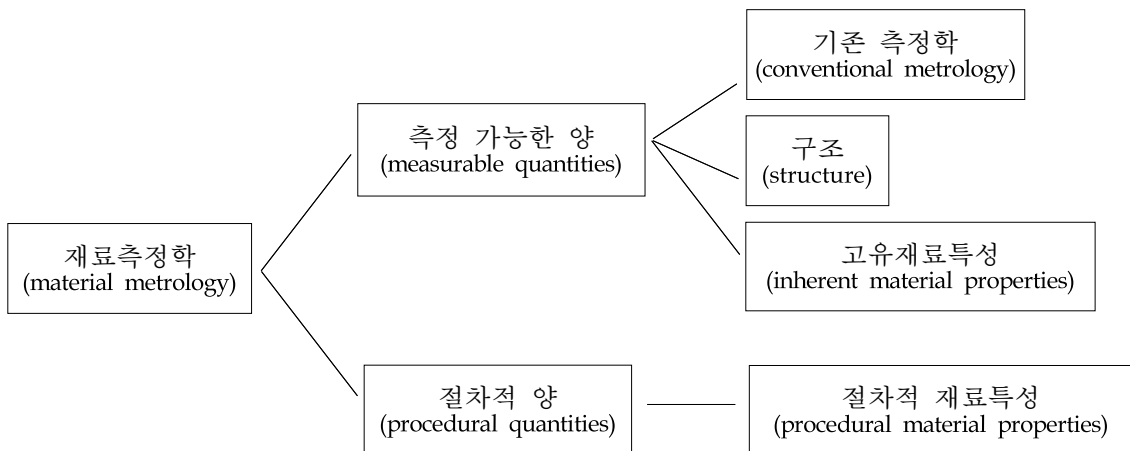 기존 측정학
(conventional metrology)
측정 가능한 양
(measurable quantities)
구조
(structure)
재료측정학
(material metrology)
고유재료특성
(inherent material properties)
절차적 양
(procedural quantities)
절차적 재료특성
(procedural material properties)